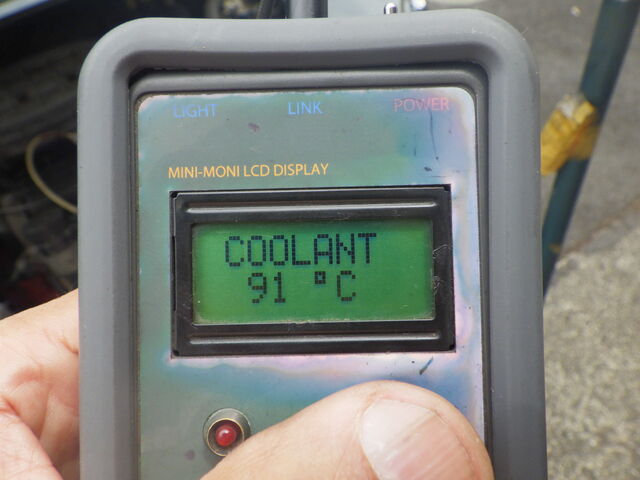 LIGHT LINK POWER
MINI-MONI LCD DISPLAY
COOLANT
91 °C